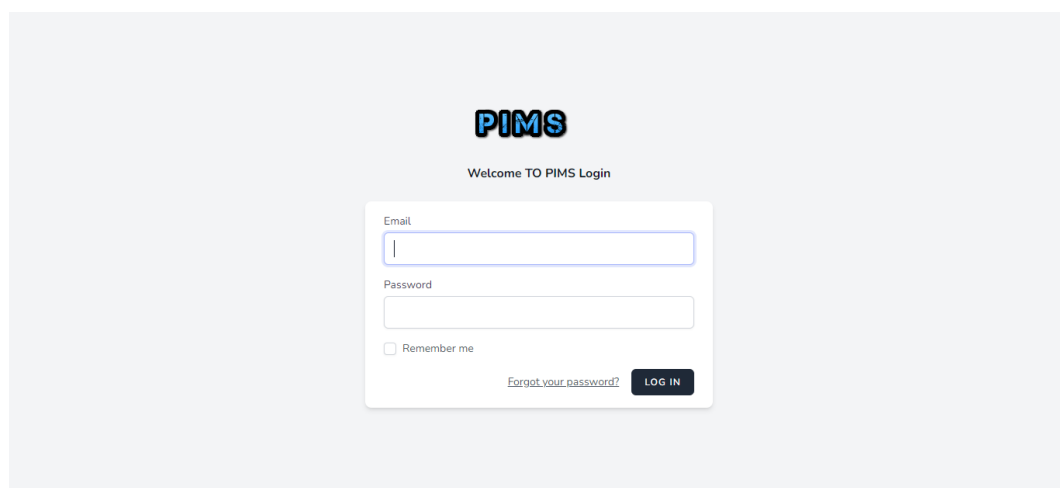 PIMS
Welcome TO PIMS Login
Email
Password
Remember me
Forgot your password? LOG IN